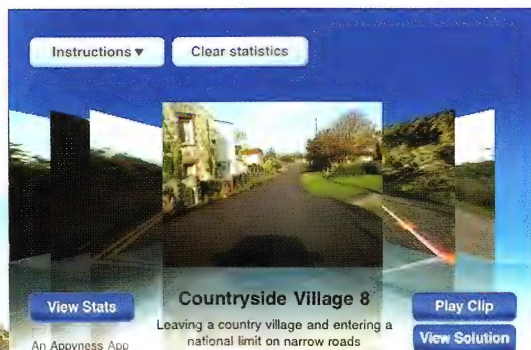 Instructions ▼
Clear statistics
View Stats
Countryside Village 8
Play Clip
Leaving a country village and entering a
national limit on narrow roads
View Solution
An Appyness App